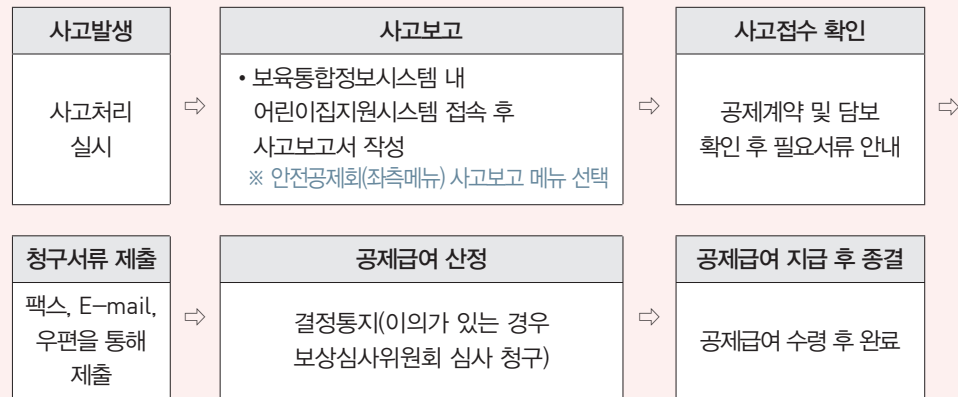 사고발생
사고처리
실시
⇨
사고보고
• 보육통합정보시스템 내
어린이집지원시스템 접속 후
사고보고서 작성
※ 안전공제회(좌측메뉴) 사고보고 메뉴 선택
⇨
사고접수 확인
공제계약 및 담보
확인 후 필요서류 안내
⇨
청구서류 제출
팩스, E-mail,
우편을 통해
제출
⇨
공제급여 산정
결정통지(이의가 있는 경우
보상심사위원회 심사 청구)
⇨
공제급여 지급 후 종결
공제급여 수령 후 완료